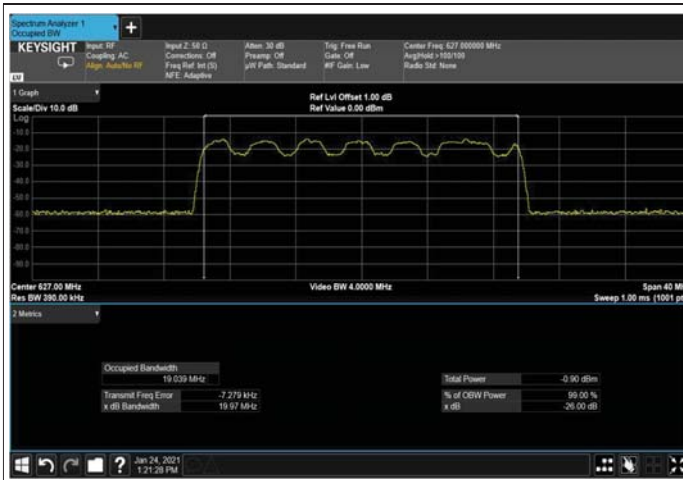 Spectrum Analyzer 1
Occupied BW
KEYSIGHT
Input: RF
Coupling: AC
Align: Auto/No RF
Input Z: 50 Ω
Corrections: Off
Freq Ref: Int (S)
NFE: Adaptive
Atten: 30 dB
Preamp: Off
µW Path: Standard
Trig: Free Run
Gate: Off
#IF Gain: Low
Center Freq: 627.000000 MHz
Avg|Hold:>100/100
Radio Std: None
LXI
1 Graph
Scale/Div 10.0 dB
Ref Lvl Offset 1.00 dB
Ref Value 0.00 dBm
Log
-10.0
-20.0
-30.0
-40.0
-50.0
-60.0
-70.0
-80.0
-90.0
Center 627.00 MHz
Res BW 390.00 kHz
Video BW 4.0000 MHz
Span 40 M
Sweep 1.00 ms (1001 pt
2 Metrics
Occupied Bandwidth
19.039 MHz
Transmit Freq Error -7.279 kHz
x dB Bandwidth 19.97 MHz
Total Power -0.90 dBm
% of OBW Power 99.00 %
x dB -26.00 dB
?
Jan 24, 2021
1:21:28 PM